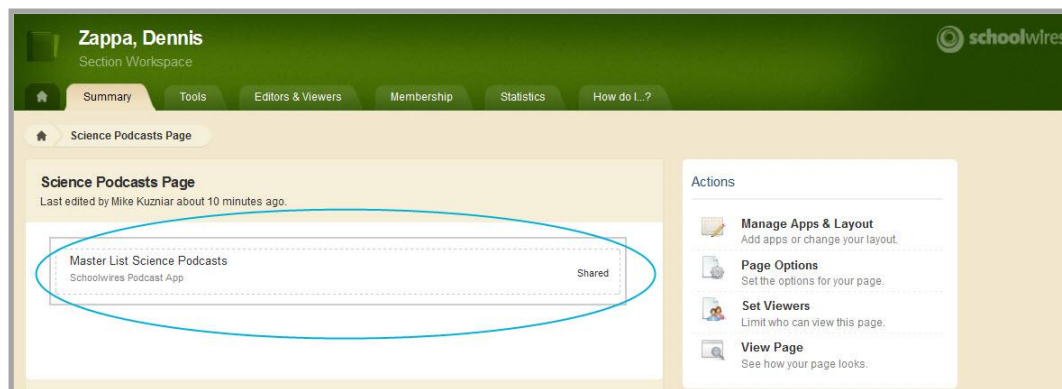 Zappa, Dennis
Section Workspace
schoolwires
Summary
Tools
Editors & Viewers
Membership
Statistics
How do I...?
Science Podcasts Page
Science Podcasts Page
Last edited by Mike Kuzniar about 10 minutes ago.
Master List Science Podcasts
Schoolwires Podcast App
Shared
Actions
Manage Apps & Layout
Add apps or change your layout.
Page Options
Set the options for your page.
Set Viewers
Limit who can view this page.
View Page
See how your page looks.